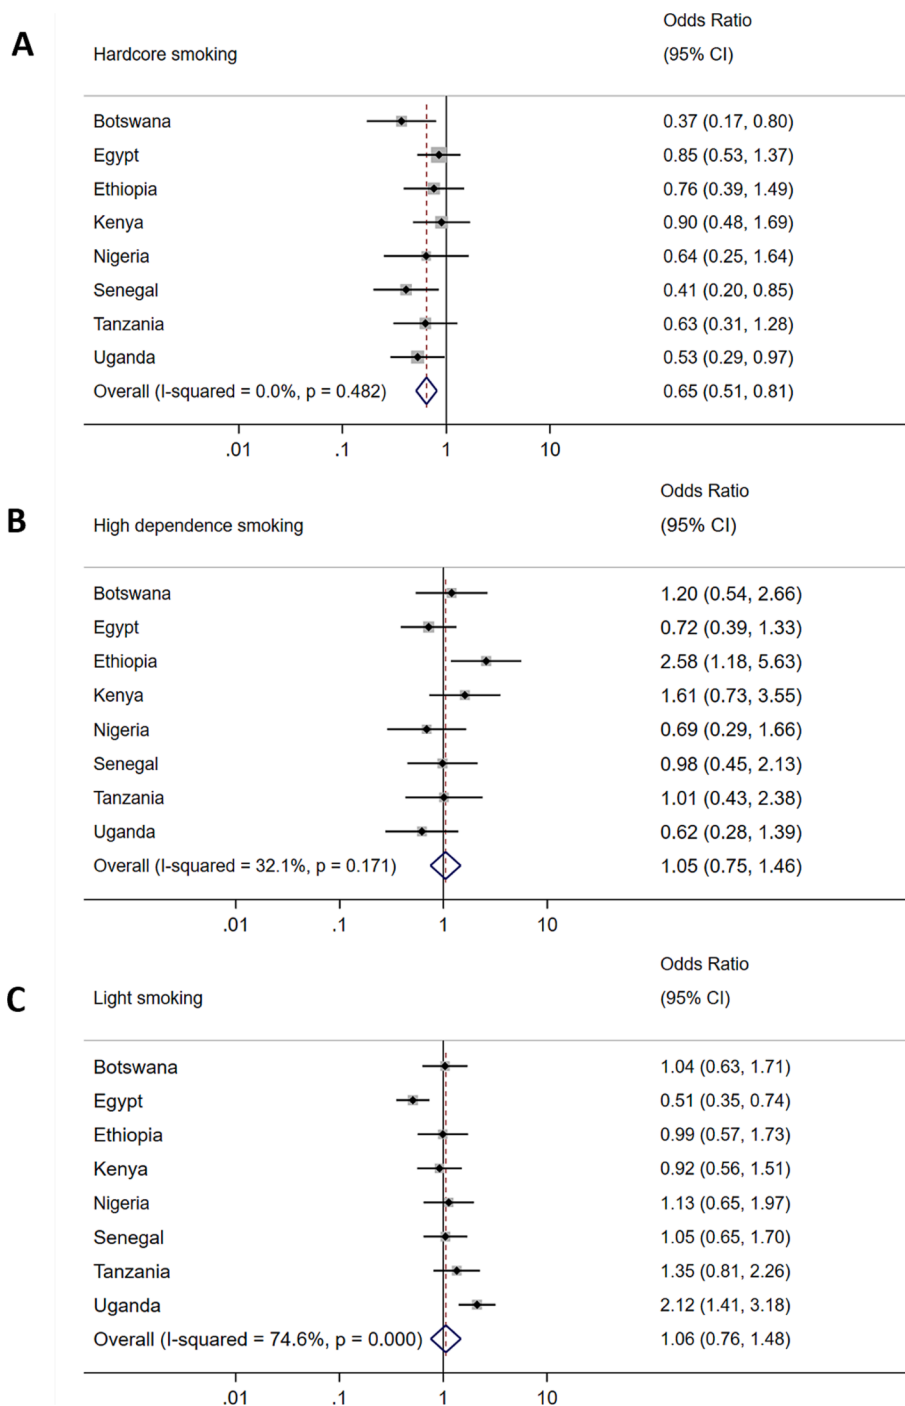 A
Odds Ratio
Hardcore smoking (95% CI)
Botswana 0.37 (0.17, 0.80)
Egypt 0.85 (0.53, 1.37)
Ethiopia 0.76 (0.39, 1.49)
Kenya 0.90 (0.48, 1.69)
Nigeria 0.64 (0.25, 1.64)
Senegal 0.41 (0.20, 0.85)
Tanzania 0.63 (0.31, 1.28)
Uganda 0.53 (0.29, 0.97)
Overall (I-squared = 0.0%, p = 0.482) 0.65 (0.51, 0.81)
.01 .1 1 10
B
Odds Ratio
High dependence smoking (95% CI)
Botswana 1.20 (0.54, 2.66)
Egypt 0.72 (0.39, 1.33)
Ethiopia 2.58 (1.18, 5.63)
Kenya 1.61 (0.73, 3.55)
Nigeria 0.69 (0.29, 1.66)
Senegal 0.98 (0.45, 2.13)
Tanzania 1.01 (0.43, 2.38)
Uganda 0.62 (0.28, 1.39)
Overall (I-squared = 32.1%, p = 0.171) 1.05 (0.75, 1.46)
.01 .1 1 10
C
Odds Ratio
Light smoking (95% CI)
Botswana 1.04 (0.63, 1.71)
Egypt 0.51 (0.35, 0.74)
Ethiopia 0.99 (0.57, 1.73)
Kenya 0.92 (0.56, 1.51)
Nigeria 1.13 (0.65, 1.97)
Senegal 1.05 (0.65, 1.70)
Tanzania 1.35 (0.81, 2.26)
Uganda 2.12 (1.41, 3.18)
Overall (I-squared = 74.6%, p = 0.000) 1.06 (0.76, 1.48)
.01 .1 1 10